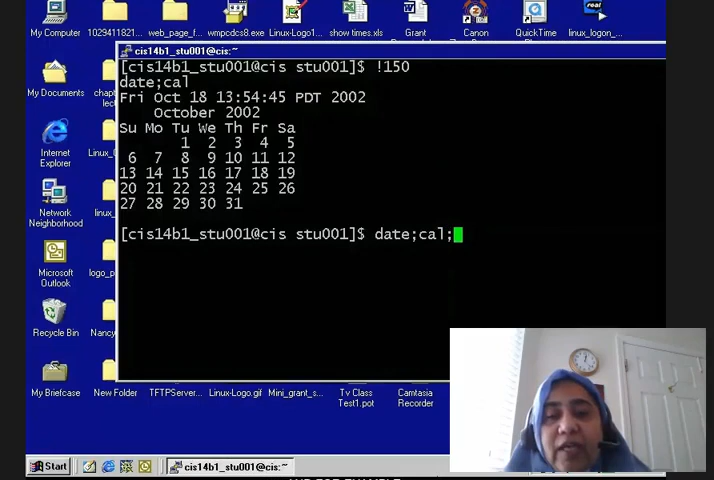 My Computer
1029411821...
web_page_f...
wmpcdcs8.exe
Linux-Logo1...
show times.xls
Grant
Canon
QuickTime
real
linux_logon_...
cis14b1_stu001@cis:~
[cis14b1_stu001@cis stu001]$ !150
date;cal
Fri Oct 18 13:54:45 PDT 2002
October 2002
Su Mo Tu We Th Fr Sa
1 2 3 4 5
6 7 8 9 10 11 12
13 14 15 16 17 18 19
20 21 22 23 24 25 26
27 28 29 30 31
[cis14b1_stu001@cis stu001]$ date;cal;
My Documents
Internet
Explorer
Linux_
Network
Neighborhood
linux_
Microsoft
Outlook
logo_p
Recycle Bin
Nancy
My Briefcase
New Folder
TFTPServer...
Linux-Logo.gif
Mini_grant_s...
Tv Class
Test1.pot
Camtasia
Recorder
Start
cis14b1_stu001@cis:~